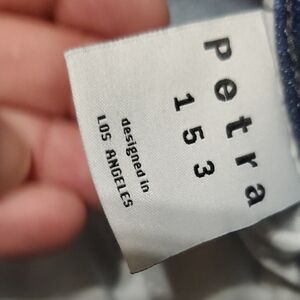 petra
153
designed in
LOS ANGELES